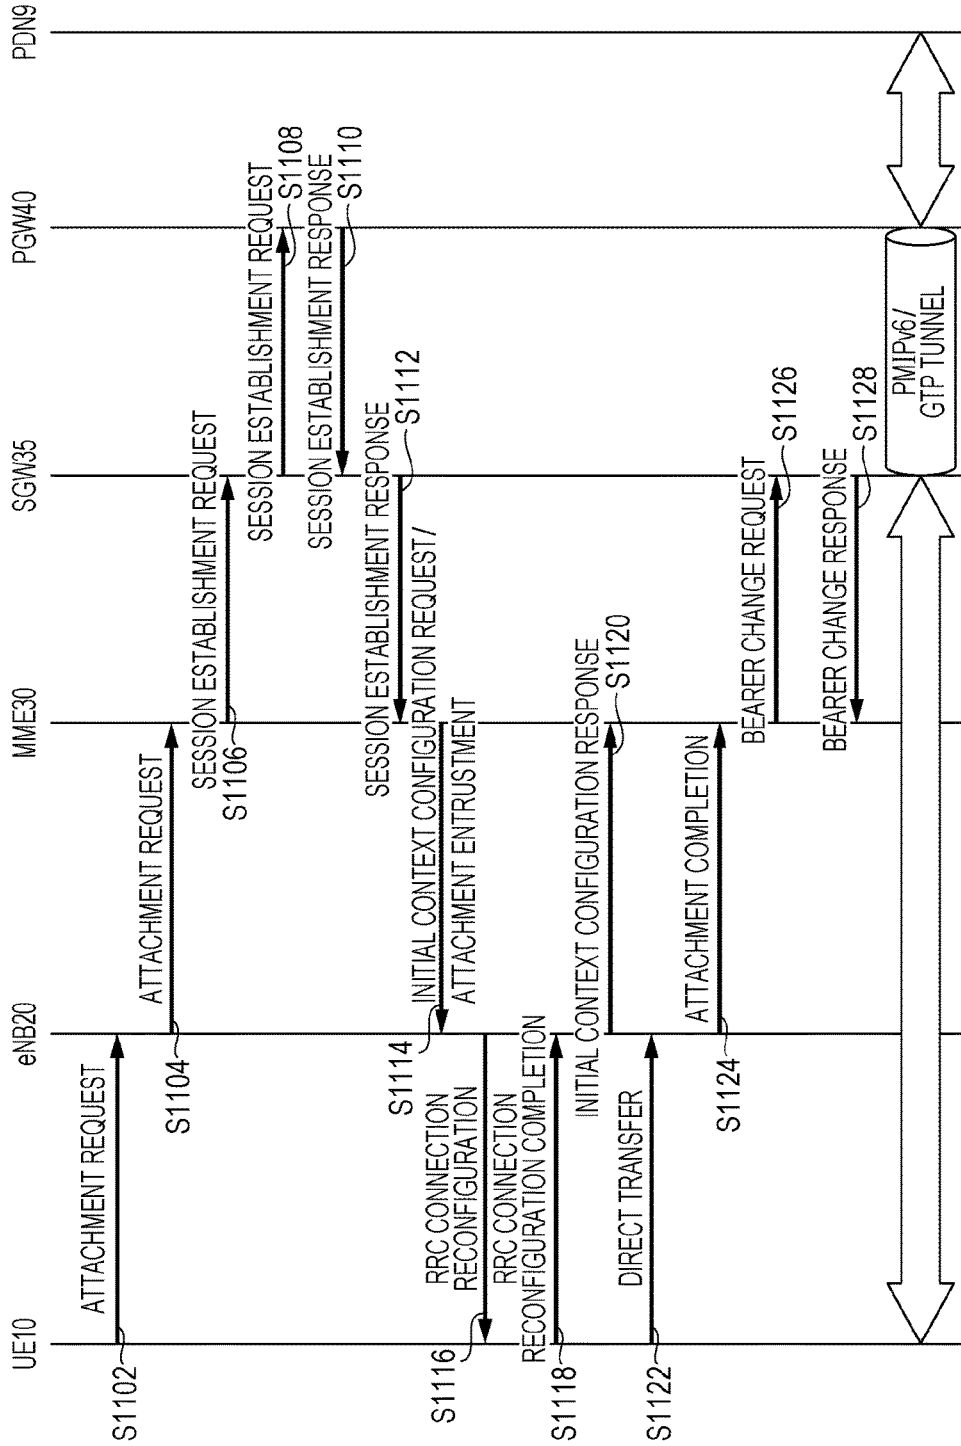 UE10
eNB20
MME30
SGW35
PGW40
PDN9
ATTACHMENT REQUEST
S1102
ATTACHMENT REQUEST
S1104
SESSION ESTABLISHMENT REQUEST
S1106
SESSION ESTABLISHMENT REQUEST
S1108
SESSION ESTABLISHMENT RESPONSE
S1110
SESSION ESTABLISHMENT RESPONSE
S1112
INITIAL CONTEXT CONFIGURATION REQUEST/
ATTACHMENT ENTRUSTMENT
S1114
RRC CONNECTION
RECONFIGURATION
S1116
RRC CONNECTION
RECONFIGURATION COMPLETION
S1118
INITIAL CONTEXT CONFIGURATION RESPONSE
S1120
DIRECT TRANSFER
S1122
ATTACHMENT COMPLETION
S1124
BEARER CHANGE REQUEST
S1126
BEARER CHANGE RESPONSE
S1128
PMIPv6/
GTP TUNNEL